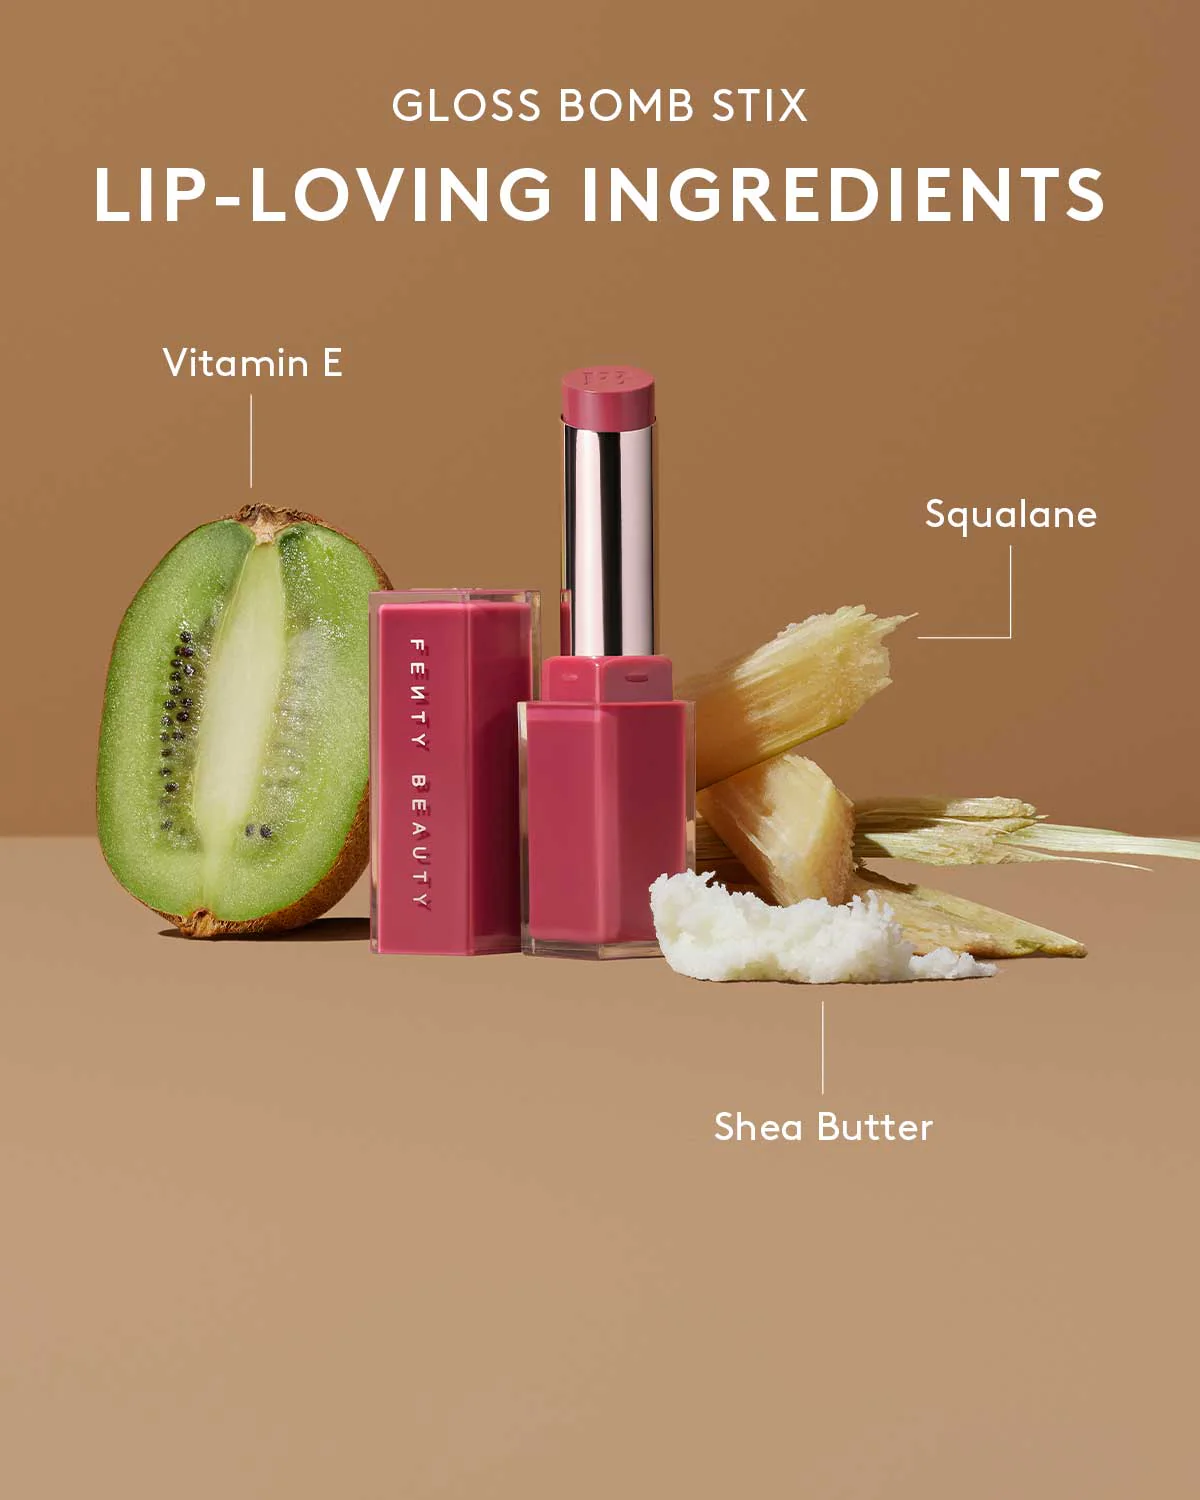 GLOSS BOMB STIX
LIP-LOVING INGREDIENTS
Vitamin E
Squalane
FENTY BEAUTY
Shea Butter